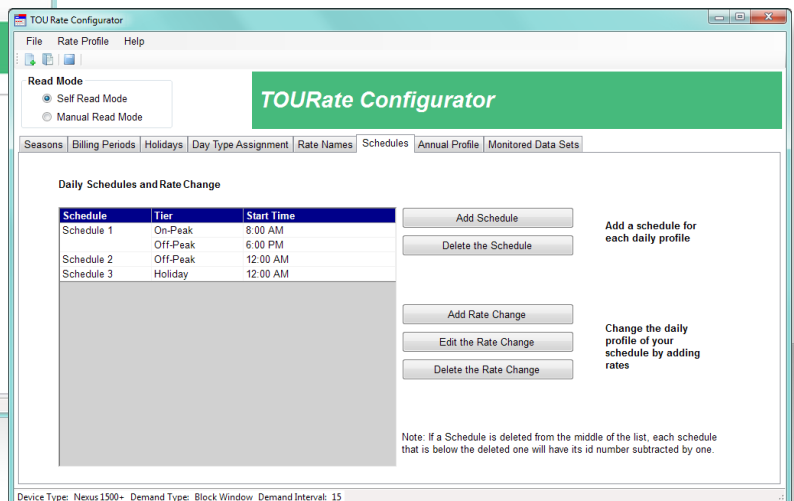 TOU Rate Configurator
File Rate Profile Help
Read Mode
Self Read Mode
Manual Read Mode
TOURate Configurator
Seasons Billing Periods Holidays Day Type Assignment Rate Names Schedules Annual Profile Monitored Data Sets
Daily Schedules and Rate Change
Schedule Tier Start Time
Schedule 1 On-Peak 8:00 AM
Off-Peak 6:00 PM
Schedule 2 Off-Peak 12:00 AM
Schedule 3 Holiday 12:00 AM
Add Schedule
Delete the Schedule
Add a schedule for
each daily profile
Add Rate Change
Edit the Rate Change
Delete the Rate Change
Change the daily
profile of your
schedule by adding
rates
Note: If a Schedule is deleted from the middle of the list, each schedule
that is below the deleted one will have its id number subtracted by one.
Device Type: Nexus 1500+ Demand Type: Block Window Demand Interval: 15